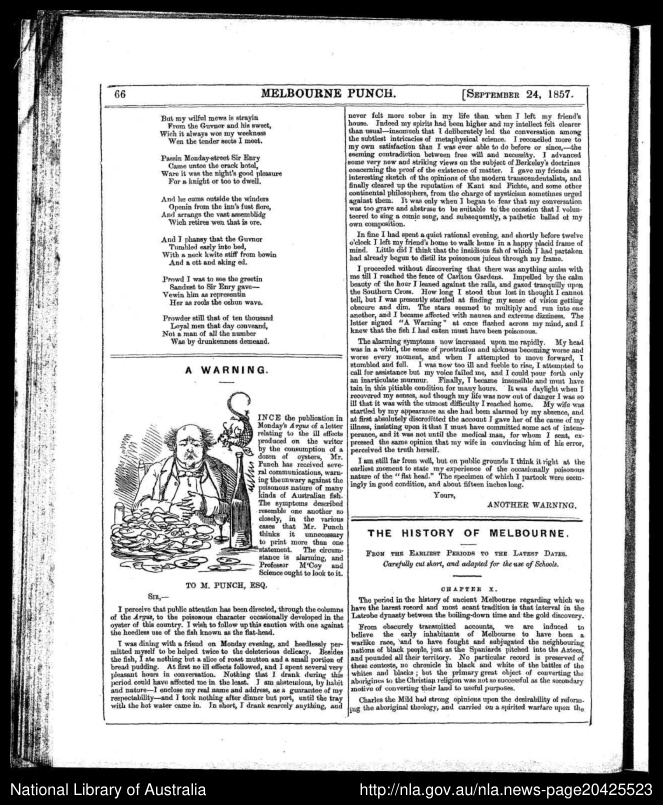 66
MELBOURNE PUNCH.
[SEPTEMBER 24, 1857.
But my wilful mews is strayin
From the Guvnor and his sweet,
Wich it always woz my weekness
Wen the tender sects I meet.
Passin Monday-street Sir Enry
Came untoe the crack hotel,
Ware it was the night's good pleasure
For a knight or too to dwell.
And he cums outside the winders
Openin from the inn's fust flore,
And arrangs the vast assemblidg
Wich retires wen that is ore.
And I phansy that the Guvnor
Tumbled early into bed,
With a neck kwite stiff from bowin
And a ed aking ed.
Prowd I was to see the greetin
Sandest to Sir Enry gave—
Vewin him as representin
Her as rools the oshun wave.
Prowder still that of ten thousand
Loyal men that day conveand,
Not a man of all the number
Was by drunkenness demeand.
A WARNING.
INCE the publication in
Monday's Argus of a letter
relating to the ill effects
produced on the writer
by the consumption of a
dozen of oysters, Mr.
Punch has received seve-
ral communications, warn-
ing the unwary against the
poisonous nature of many
kinds of Australian fish.
The symptoms described
resemble one another so
closely, in the various
cases that Mr. Punch
thinks it unnecessary
to print more than one
statement. The circum-
stance is alarming, and
Professor M'Coy and
Science ought to look to it.
TO M. PUNCH, ESQ.
SIR,—
I perceive that public attention has been directed, through the columns
of the Argus, to the poisonous character occasionally developed in the
oyster of this country. I wish to follow up this caution with one against
the heedless use of the fish known as the flat-head.
I was dining with a friend on Monday evening, and heedlessly per-
mitted myself to be helped twice to the deleterious delicacy. Besides
the fish, I ate nothing but a slice of roast mutton and a small portion of
bread pudding. At first no ill effects followed, and I spent several very
pleasant hours in conversation. Nothing that I drank during this
period could have affected me in the least. I am abstemious, by habit
and nature—I enclose my real name and address, as a guarantee of my
respectability—and I took nothing after dinner but port, until the tray
with the hot water came in. In short, I drank scarcely anything, and
never felt more sober in my life than when I left my friend's
house. Indeed my spirits had been higher and my intellect felt clearer
than usual—insomuch that I deliberately led the conversation among
the subtlest intricacies of metaphysical science. I reconciled more to
my own satisfaction than I was ever able to do before or since,—the
seeming contradiction between free will and necessity. I advanced
some very new and striking views on the subject of Berkeley's doctrines
concerning the proof of the existence of matter. I gave my friends an
interesting sketch of the opinions of the modern transcendentalists, and
finally cleared up the reputation of Kant and Fichte, and some other
continental philosophers, from the charge of mysticism sometimes urged
against them. It was only when I began to fear that my conversation
was too grave and abstruse to be suitable to the occasion that I volun-
teered to sing a comic song, and subsequently, a pathetic ballad of my
own composition.
In fine I had spent a quiet rational evening, and shortly before twelve
o'clock I left my friend's home to walk home in a happy placid frame of
mind. Little did I think that the insidious fish of which I had partaken
had already begun to distil its poisonous juices through my frame.
I proceeded without discovering that there was anything amiss with
me till I reached the fence of Carlton Gardens. Impelled by the calm
beauty of the hour I leaned against the rails, and gazed tranquilly upon
the Southern Cross. How long I stood thus lost in thought I cannot
tell, but I was presently startled at finding my sense of vision getting
obscure and dim. The stars seemed to multiply and run into one
another, and I became affected with nausea and extreme dizziness. The
letter signed "A Warning" at once flashed across my mind, and I
knew that the fish I had eaten must have been poisonous.
The alarming symptoms now increased upon me rapidly. My head
was in a whirl, the sense of prostration and sickness becoming worse and
worse every moment, and when I attempted to move forward, I
stumbled and fell. I was now too ill and feeble to rise, I attempted to
call for assistance but my voice failed me, and I could pour forth only
an inarticulate murmur. Finally, I became insensible and must have
lain in this pitiable condition for many hours. It was daylight when I
recovered my senses, and though my life was now out of danger I was so
ill that it was with the utmost difficulty I reached home. My wife was
startled by my appearance as she had been alarmed by my absence, and
at first absolutely discredited the account I gave her of the cause of my
illness, insisting upon it that I must have committed some act of intem-
perance, and it was not until the medical man, for whom I sent, ex-
pressed the same opinion that my wife in convincing him of his error,
perceived the truth herself.
I am still far from well, but on public grounds I think it right at the
earliest moment to state my experience of the occasionally poisonous
nature of the "flat head." The specimen of which I partook were seem-
ingly in good condition, and about fifteen inches long.
Yours,
ANOTHER WARNING.
THE HISTORY OF MELBOURNE.
FROM THE EARLIEST PERIODS TO THE LATEST DATES.
Carefully cut short, and adapted for the use of Schools.
CHAPTER X.
The period in the history of ancient Melbourne regarding which we
have the barest record and most scant tradition is that interval in the
Latrobe dynasty between the boiling-down time and the gold discovery.
From obscurely transmitted accounts, we are induced to
believe the early inhabitants of Melbourne to have been a
warlike race, and to have fought and subjugated the neighbouring
nations of black people, just as the Spaniards pitched into the Aztecs,
and pounded all their territory. No particular record is preserved of
these contests, no chronicle in black and white of the battles of the
whites and blacks; but the primary great object of converting the
aborigines to the Christian religion was not so successful as the secondary
motive of converting their land to useful purposes.
Charles the Mild had strong opinions upon the desirability of reform-
ing the aboriginal theology, and carried on a spirited warfare upon the
National Library of Australia
http://nla.gov.au/nla.news-page20425523